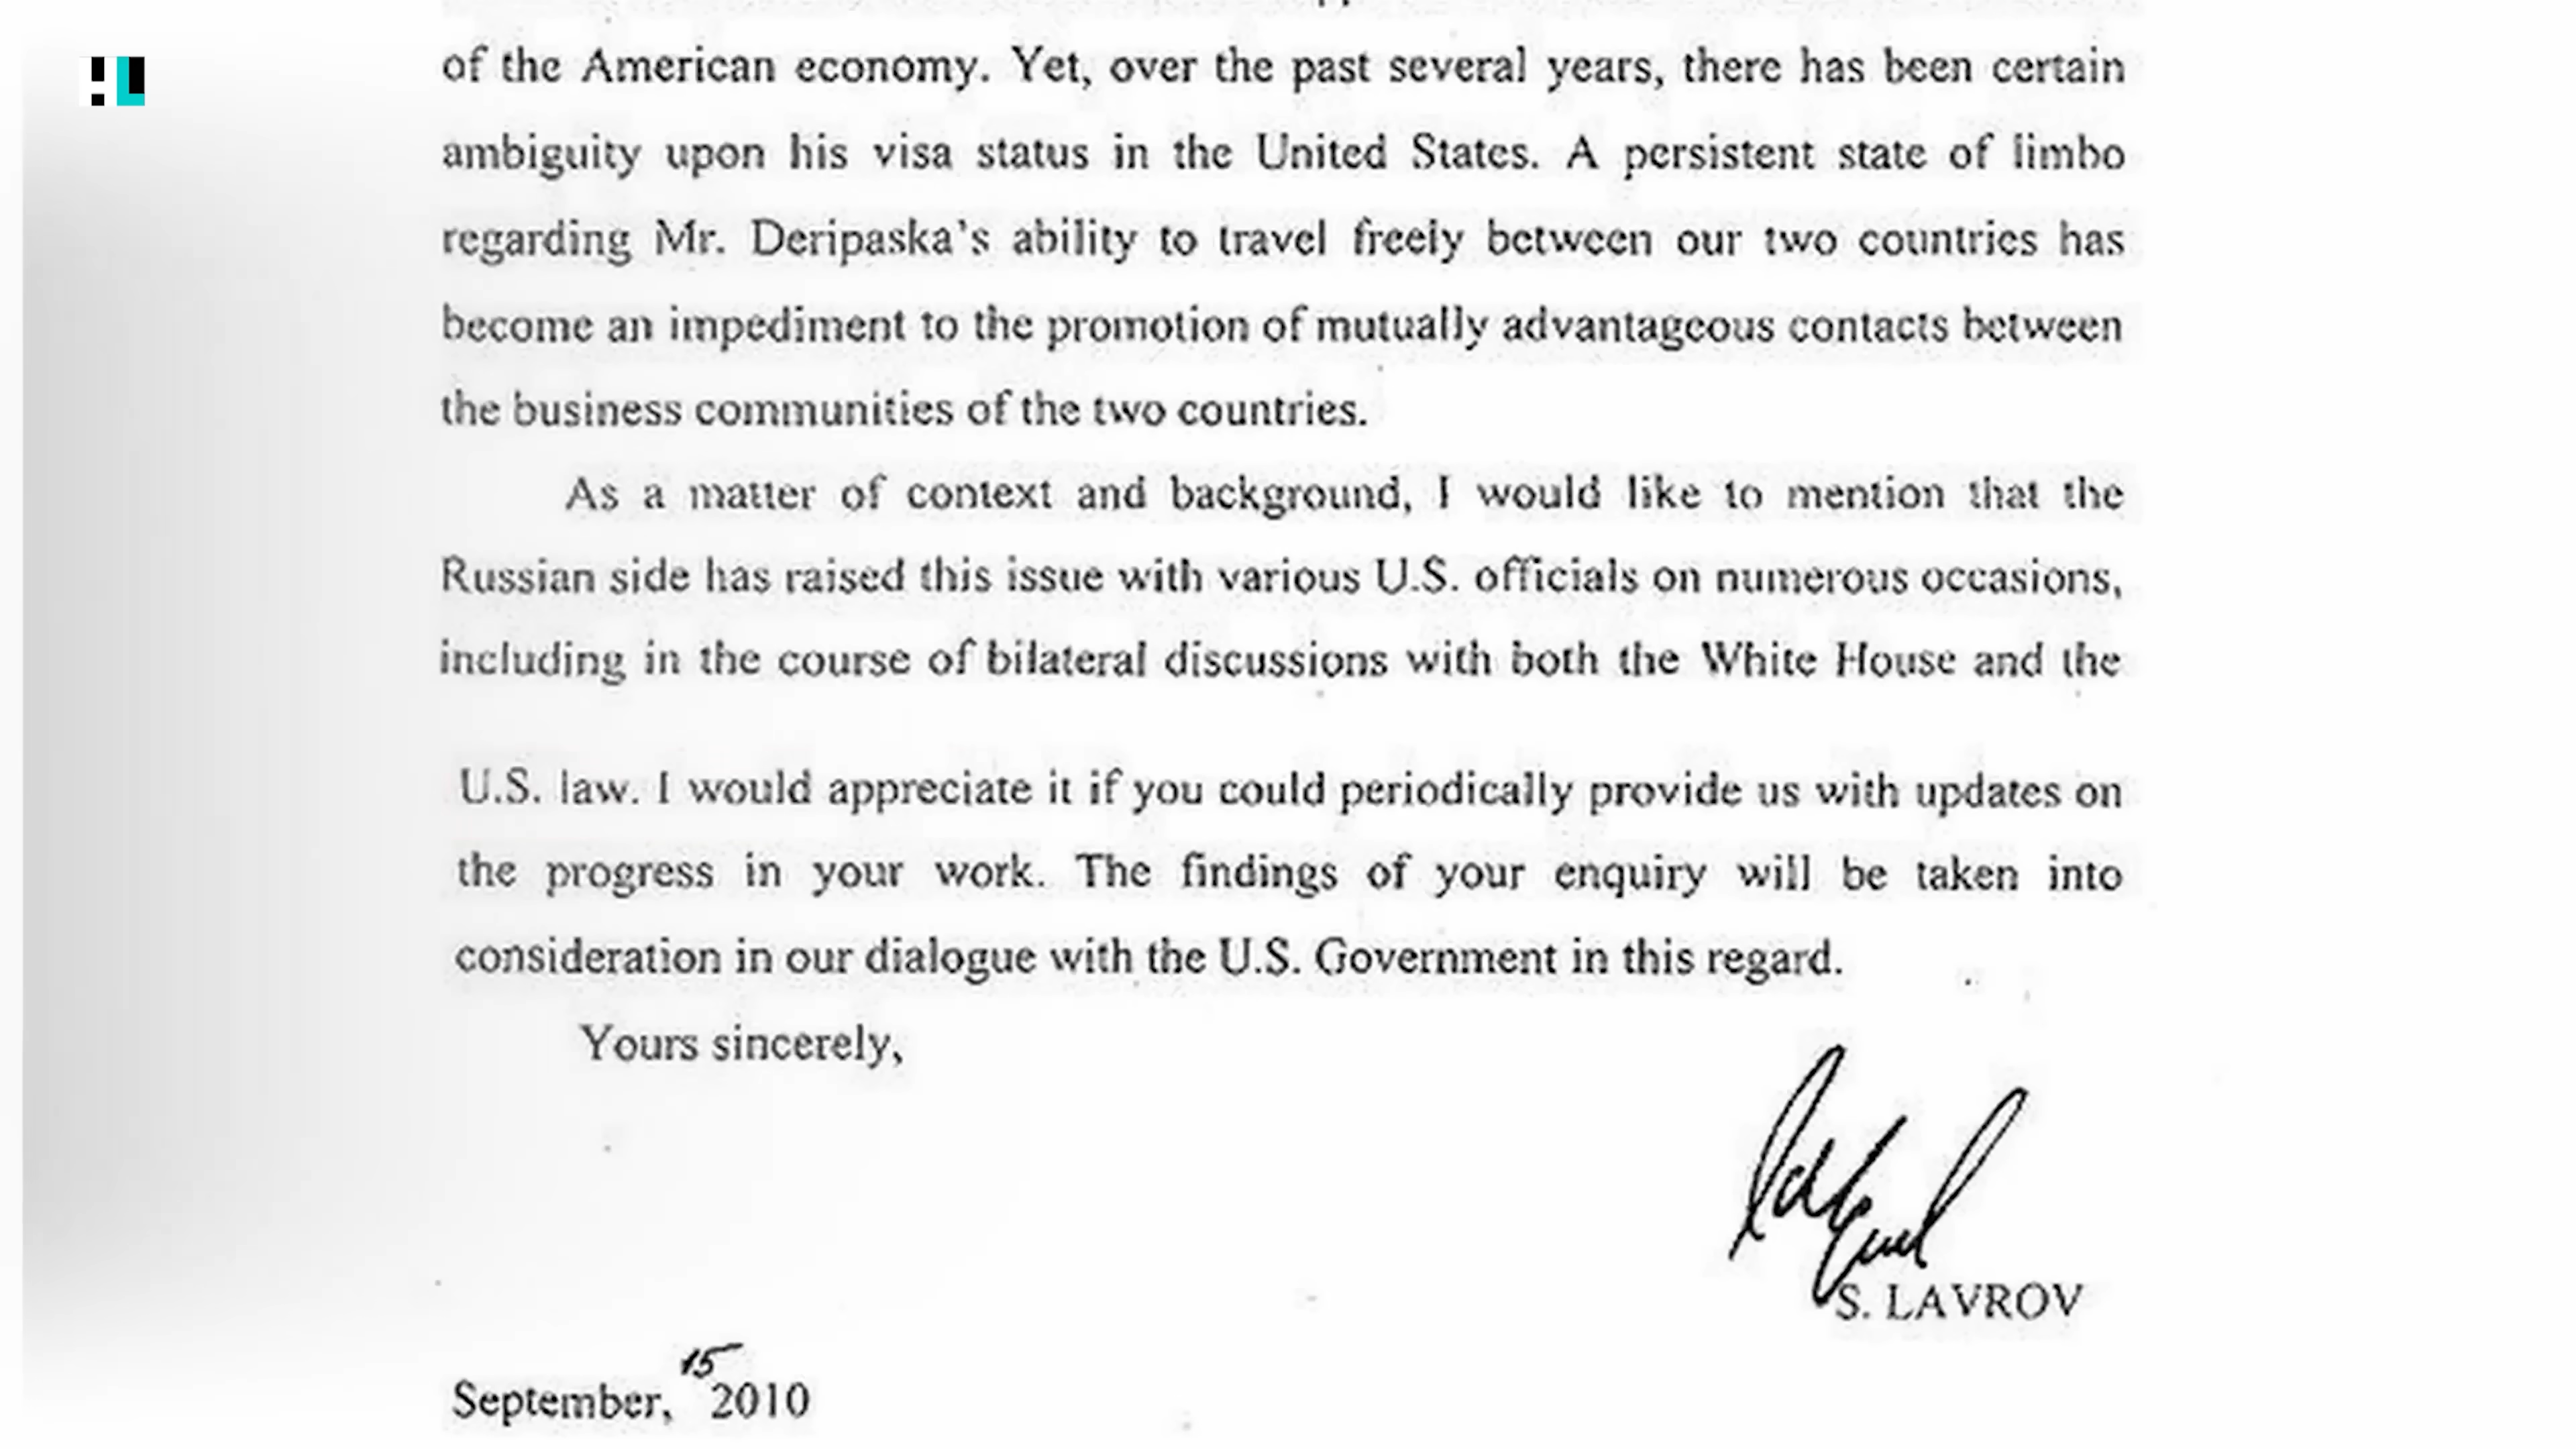 of the American economy. Yet, over the past several years, there has been certain
ambiguity upon his visa status in the United States. A persistent state of limbo
regarding Mr. Deripaska's ability to travel freely between our two countries has
become an impediment to the promotion of mutually advantageous contacts between
the business communities of the two countries.
As a matter of context and background, I would like to mention that the
Russian side has raised this issue with various U.S. officials on numerous occasions,
including in the course of bilateral discussions with both the White House and the
U.S. law. I would appreciate it if you could periodically provide us with updates on
the progress in your work. The findings of your enquiry will be taken into
consideration in our dialogue with the U.S. Government in this regard.
Yours sincerely,
S. LAVROV
September, 15 2010